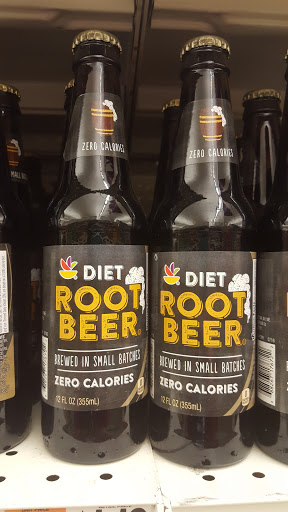 ZERO CALORIES
DIET
ROOT
BEER
BREWED IN SMALL BATCHES
ZERO CALORIES
12 FL OZ (355mL)
ZERO CALORIES
DIET
ROOT
BEER
BREWED IN SMALL BATCHES
ZERO CALORIES
12 FL OZ (355mL)